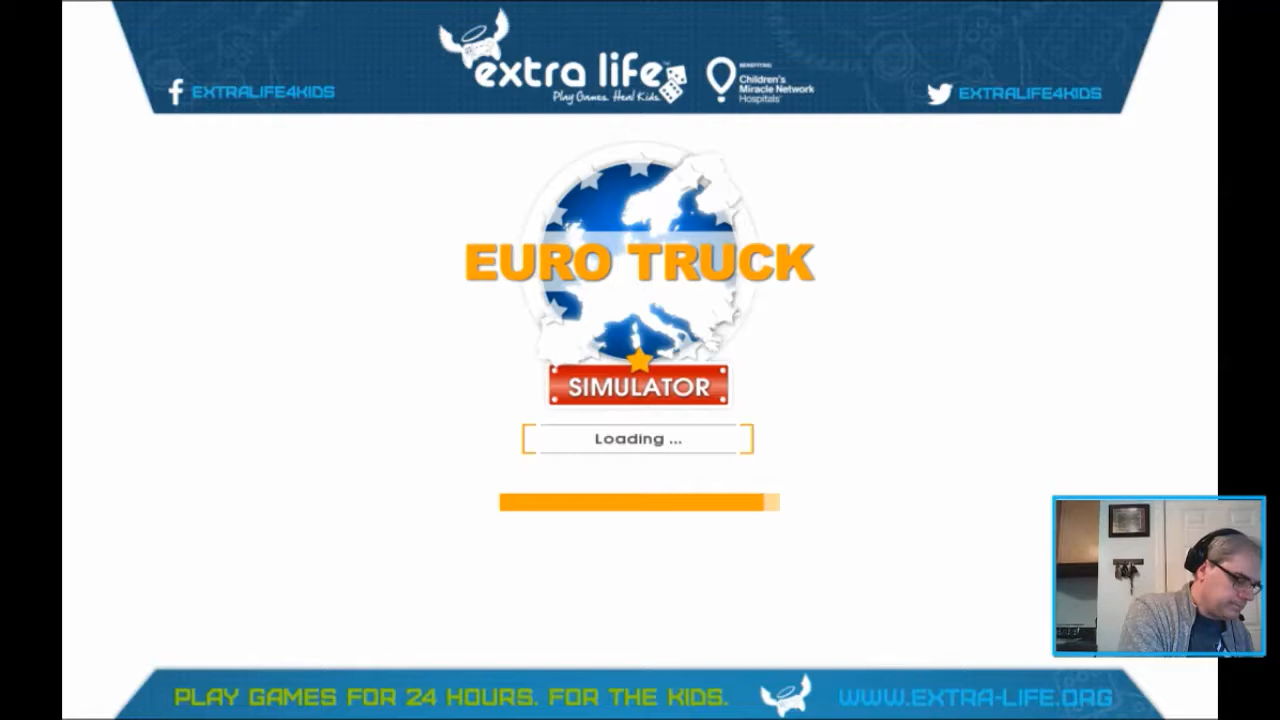 extra life™
Play Games. Heal Kids.
BENEFITING
Children's
Miracle Network
Hospitals®
EXTRALIFE4KIDS
EXTRALIFE4KIDS
EURO TRUCK
SIMULATOR
Loading ...
PLAY GAMES FOR 24 HOURS. FOR THE KIDS.
WWW.EXTRA-LIFE.ORG